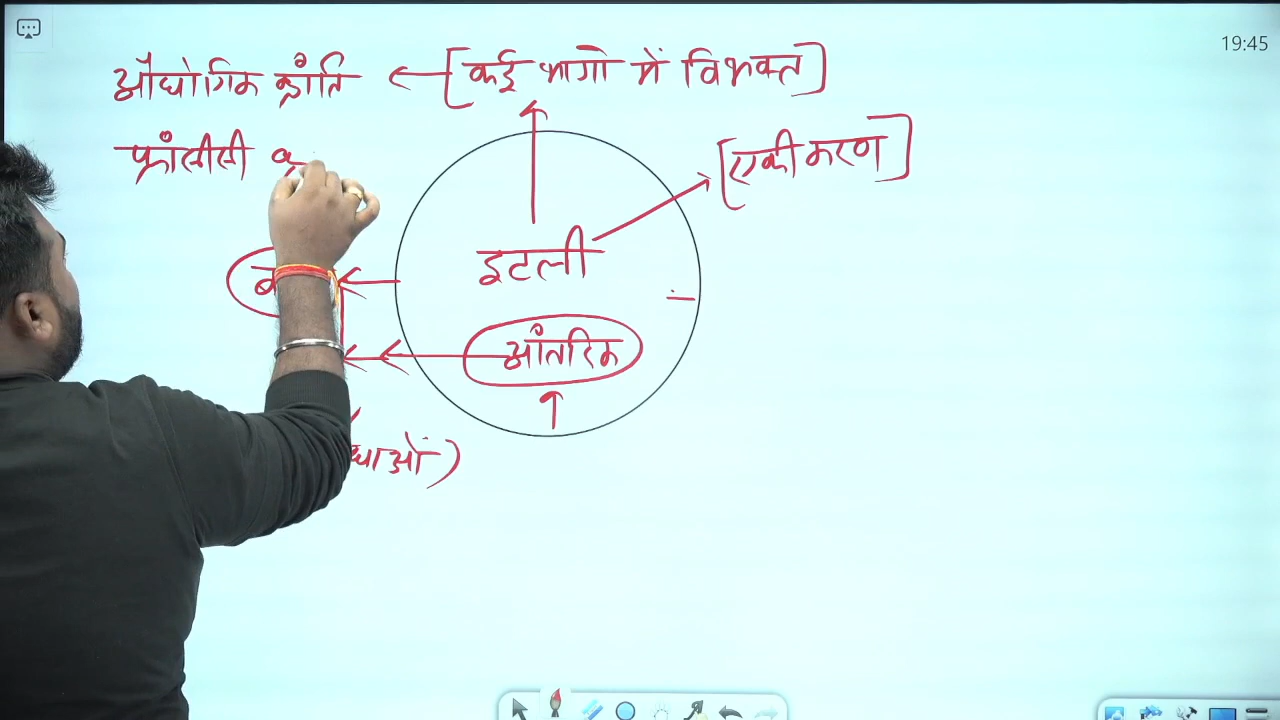 19:45
औद्योगिक क्रांति ← [कई भागो में विभक्त]
फ्रांसीसी
[एकीकरण]
इटली
आंतरिक